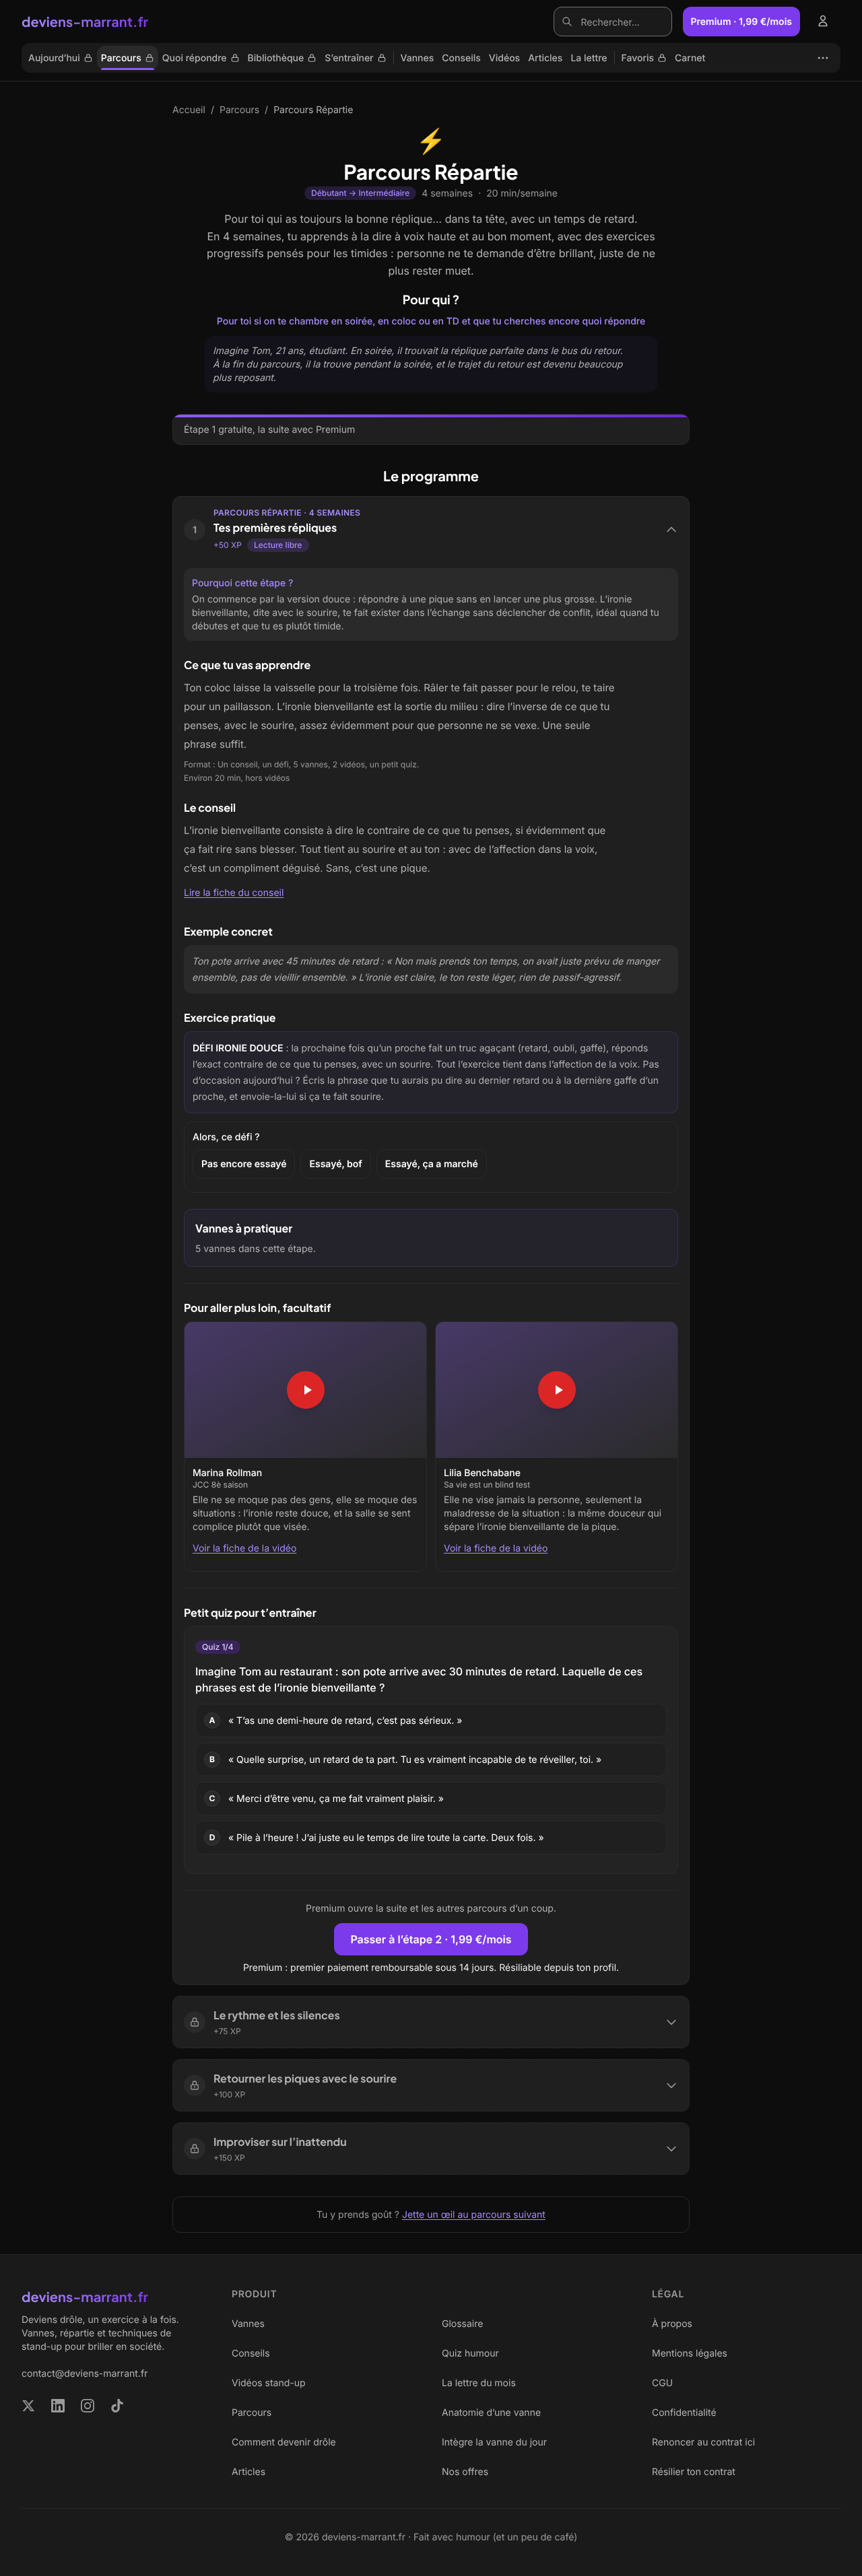 deviens-marrant.fr
Rechercher...
Premium · 1,99 €/mois
Aujourd’hui
Parcours
Quoi répondre
Bibliothèque
S’entraîner
Vannes
Conseils
Vidéos
Articles
La lettre
Favoris
Carnet
Accueil / Parcours / Parcours Répartie
Parcours Répartie
Débutant → Intermédiaire
4 semaines · 20 min/semaine
Pour toi qui as toujours la bonne réplique… dans ta tête, avec un temps de retard.
En 4 semaines, tu apprends à la dire à voix haute et au bon moment, avec des exercices
progressifs pensés pour les timides : personne ne te demande d’être brillant, juste de ne
plus rester muet.
Pour qui ?
Pour toi si on te chambre en soirée, en coloc ou en TD et que tu cherches encore quoi répondre
Imagine Tom, 21 ans, étudiant. En soirée, il trouvait la réplique parfaite dans le bus du retour.
À la fin du parcours, il la trouve pendant la soirée, et le trajet du retour est devenu beaucoup
plus reposant.
Étape 1 gratuite, la suite avec Premium
Le programme
1
PARCOURS RÉPARTIE · 4 SEMAINES
Tes premières répliques
+50 XP
Lecture libre
Pourquoi cette étape ?
On commence par la version douce : répondre à une pique sans en lancer une plus grosse. L’ironie
bienveillante, dite avec le sourire, te fait exister dans l’échange sans déclencher de conflit, idéal quand tu
débutes et que tu es plutôt timide.
Ce que tu vas apprendre
Ton coloc laisse la vaisselle pour la troisième fois. Râler te fait passer pour le relou, te taire
pour un paillasson. L’ironie bienveillante est la sortie du milieu : dire l’inverse de ce que tu
penses, avec le sourire, assez évidemment pour que personne ne se vexe. Une seule
phrase suffit.
Format : Un conseil, un défi, 5 vannes, 2 vidéos, un petit quiz.
Environ 20 min, hors vidéos
Le conseil
L’ironie bienveillante consiste à dire le contraire de ce que tu penses, si évidemment que
ça fait rire sans blesser. Tout tient au sourire et au ton : avec de l’affection dans la voix,
c’est un compliment déguisé. Sans, c’est une pique.
Lire la fiche du conseil
Exemple concret
Ton pote arrive avec 45 minutes de retard : « Non mais prends ton temps, on avait juste prévu de manger
ensemble, pas de vieillir ensemble. » L’ironie est claire, le ton reste léger, rien de passif-agressif.
Exercice pratique
DÉFI IRONIE DOUCE : la prochaine fois qu’un proche fait un truc agaçant (retard, oubli, gaffe), réponds
l’exact contraire de ce que tu penses, avec un sourire. Tout l’exercice tient dans l’affection de la voix. Pas
d’occasion aujourd’hui ? Écris la phrase que tu aurais pu dire au dernier retard ou à la dernière gaffe d’un
proche, et envoie-la-lui si ça te fait sourire.
Alors, ce défi ?
Pas encore essayé
Essayé, bof
Essayé, ça a marché
Vannes à pratiquer
5 vannes dans cette étape.
Pour aller plus loin, facultatif
Marina Rollman
JCC 8è saison
Elle ne se moque pas des gens, elle se moque des
situations : l’ironie reste douce, et la salle se sent
complice plutôt que visée.
Voir la fiche de la vidéo
Lilia Benchabane
Sa vie est un blind test
Elle ne vise jamais la personne, seulement la
maladresse de la situation : la même douceur qui
sépare l’ironie bienveillante de la pique.
Voir la fiche de la vidéo
Petit quiz pour t’entraîner
Quiz 1/4
Imagine Tom au restaurant : son pote arrive avec 30 minutes de retard. Laquelle de ces
phrases est de l’ironie bienveillante ?
A « T’as une demi-heure de retard, c’est pas sérieux. »
B « Quelle surprise, un retard de ta part. Tu es vraiment incapable de te réveiller, toi. »
C « Merci d’être venu, ça me fait vraiment plaisir. »
D « Pile à l’heure ! J’ai juste eu le temps de lire toute la carte. Deux fois. »
Premium ouvre la suite et les autres parcours d’un coup.
Passer à l’étape 2 · 1,99 €/mois
Premium : premier paiement remboursable sous 14 jours. Résiliable depuis ton profil.
Le rythme et les silences
+75 XP
Retourner les piques avec le sourire
+100 XP
Improviser sur l’inattendu
+150 XP
Tu y prends goût ? Jette un œil au parcours suivant
deviens-marrant.fr
Deviens drôle, un exercice à la fois.
Vannes, répartie et techniques de
stand-up pour briller en société.
contact@deviens-marrant.fr
PRODUIT
Vannes
Conseils
Vidéos stand-up
Parcours
Comment devenir drôle
Articles
Glossaire
Quiz humour
La lettre du mois
Anatomie d’une vanne
Intègre la vanne du jour
Nos offres
LÉGAL
À propos
Mentions légales
CGU
Confidentialité
Renoncer au contrat ici
Résilier ton contrat
© 2026 deviens-marrant.fr · Fait avec humour (et un peu de café)